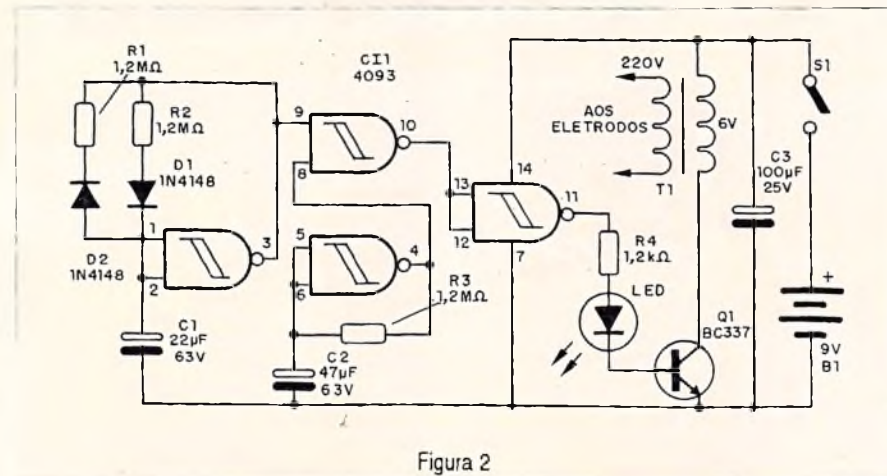 R1
1,2MΩ
R2
1,2MΩ
D1
1N4148
D2
1N4148
1
2
3
C1
22µF
63V
CI1
4093
9
8
10
5
6
4
R3
1,2MΩ
C2
47µF
63V
13
12
14
7
11
R4
1,2kΩ
LED
220V
AOS
ELETRODOS
T1
6V
Q1
BC337
C3
100µF
25V
S1
+
9V
B1
Figura 2